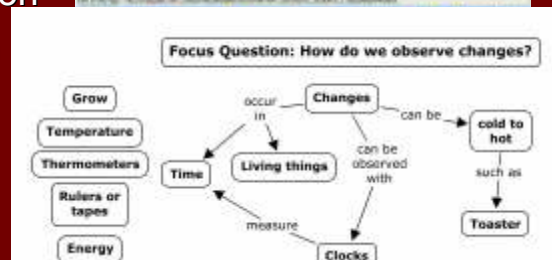 Focus Question: How do we observe changes?
Grow
Temperature
Thermometers
Rulers or
tapes
Energy
Changes
occur
in
Time
Living things
can be
observed
with
Clocks
measure
can be
cold to
hot
such as
Toaster